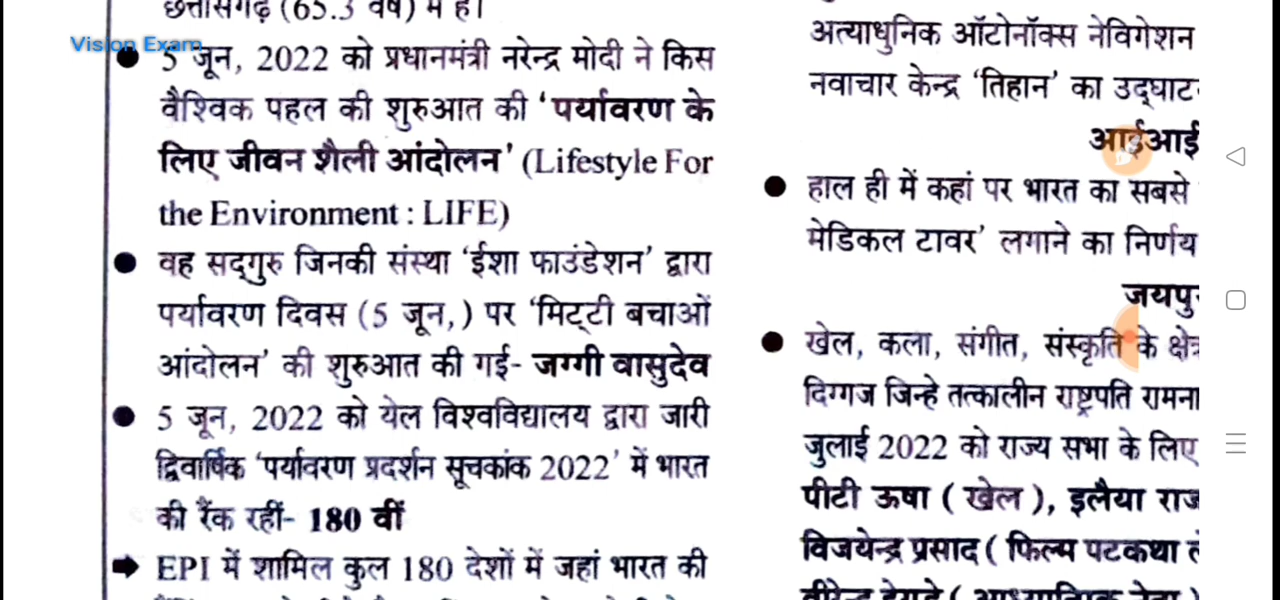 छत्तीसगढ़ (65.3 वर्ष) में है।
Vision Exam
5 जून, 2022 को प्रधानमंत्री नरेन्द्र मोदी ने किस
वैश्विक पहल की शुरुआत की 'पर्यावरण के
लिए जीवन शैली आंदोलन' (Lifestyle For
the Environment : LIFE)
वह सद्गुरु जिनकी संस्था 'ईशा फाउंडेशन' द्वारा
पर्यावरण दिवस (5 जून,) पर 'मिट्टी बचाओं
आंदोलन' की शुरुआत की गई- जग्गी वासुदेव
5 जून, 2022 को येल विश्वविद्यालय द्वारा जारी
द्विवार्षिक 'पर्यावरण प्रदर्शन सूचकांक 2022' में भारत
की रैंक रहीं- 180 वीं
EPI में शामिल कुल 180 देशों में जहां भारत की
अत्याधुनिक ऑटोनॉक्स नेविगेशन
नवाचार केन्द्र 'तिहान' का
आईआई
हाल ही में कहां पर भारत का सबसे
मेडिकल टावर' लगाने का निर्णय
खेल, कला, संगीत, संस्कृति के
दिग्गज जिन्हे तत्कालीन राष्ट्रपति
जुलाई 2022 को राज्य सभा के लिए
पीटी ऊषा ( खेल ), इलैया
विजयेन्द्र प्रसाद ( फिल्म पटकथा